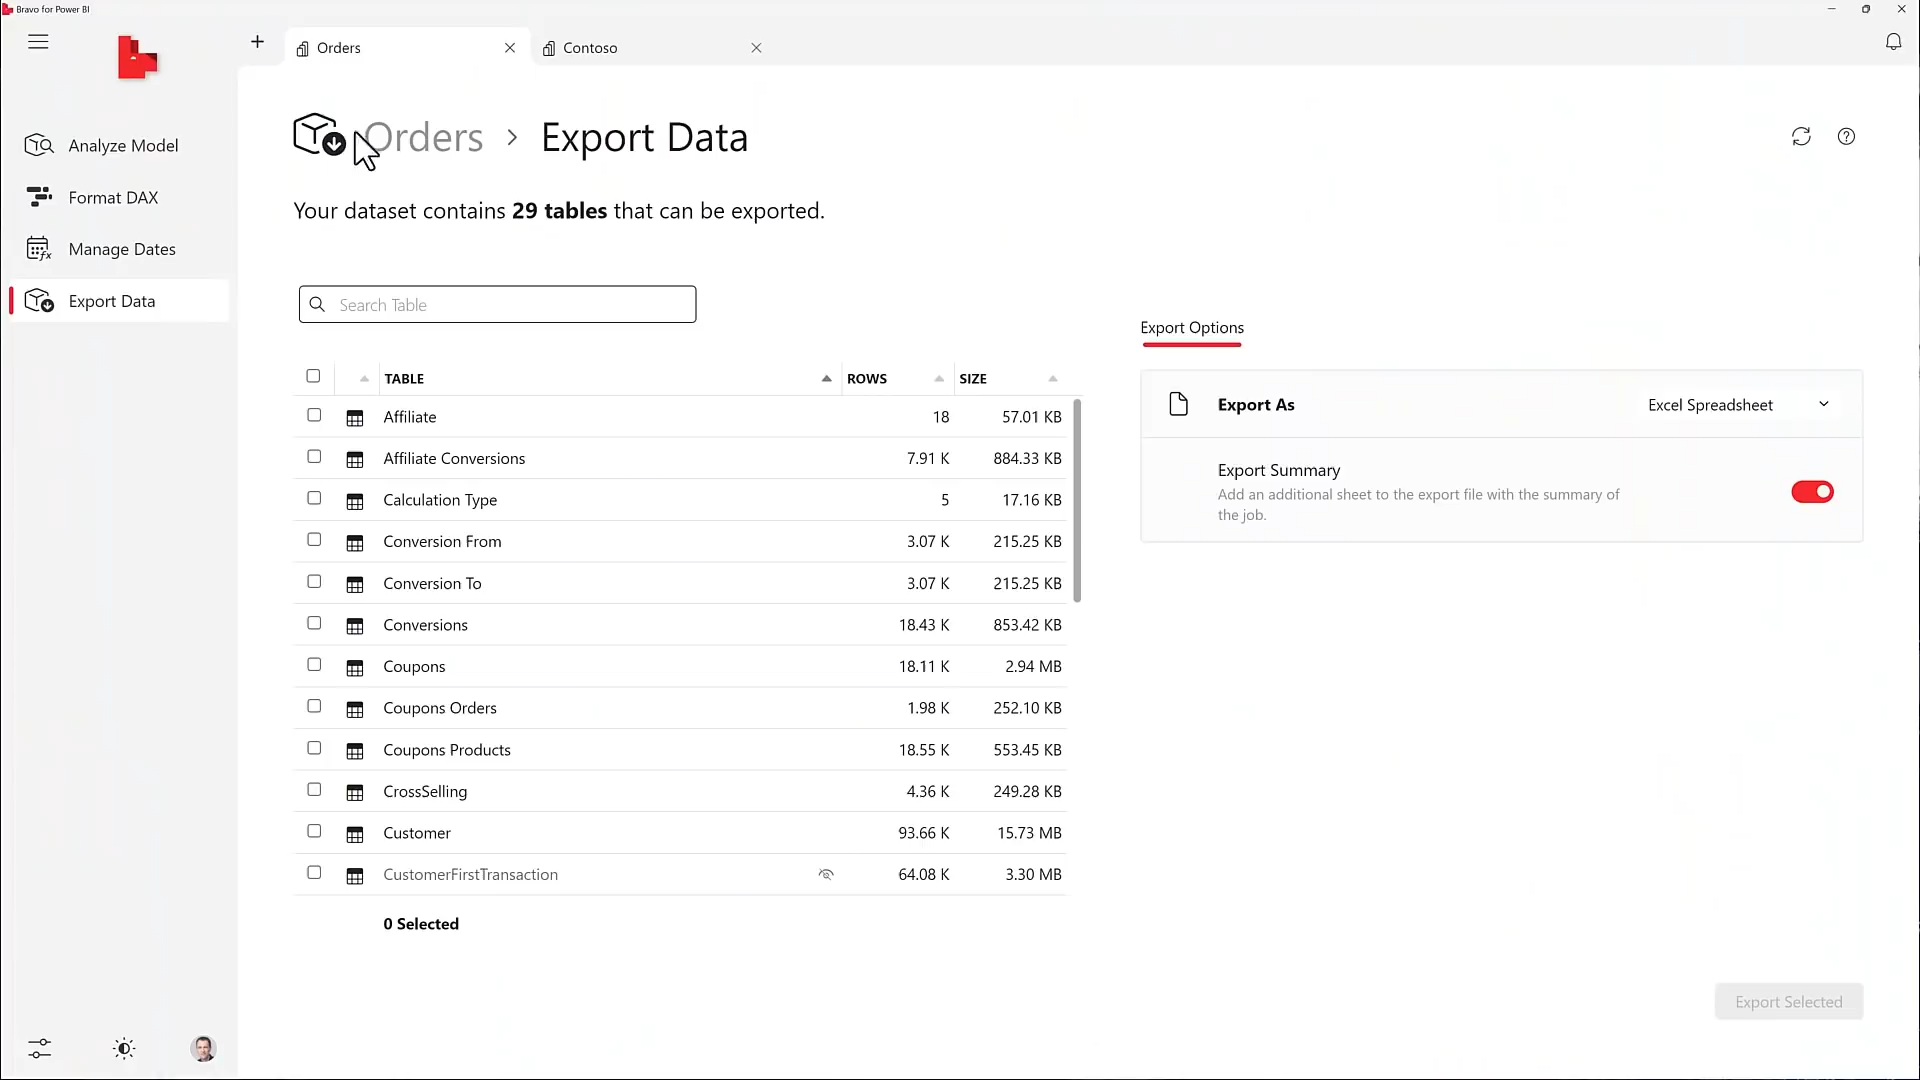 Bravo for Power BI
Orders
Contoso
Analyze Model
Format DAX
Manage Dates
Export Data
Orders > Export Data
Your dataset contains 29 tables that can be exported.
Search Table
TABLE ROWS SIZE
Affiliate 18 57.01 KB
Affiliate Conversions 7.91 K 884.33 KB
Calculation Type 5 17.16 KB
Conversion From 3.07 K 215.25 KB
Conversion To 3.07 K 215.25 KB
Conversions 18.43 K 853.42 KB
Coupons 18.11 K 2.94 MB
Coupons Orders 1.98 K 252.10 KB
Coupons Products 18.55 K 553.45 KB
CrossSelling 4.36 K 249.28 KB
Customer 93.66 K 15.73 MB
CustomerFirstTransaction 64.08 K 3.30 MB
0 Selected
Export Options
Export As Excel Spreadsheet
Export Summary
Add an additional sheet to the export file with the summary of
the job.
Export Selected